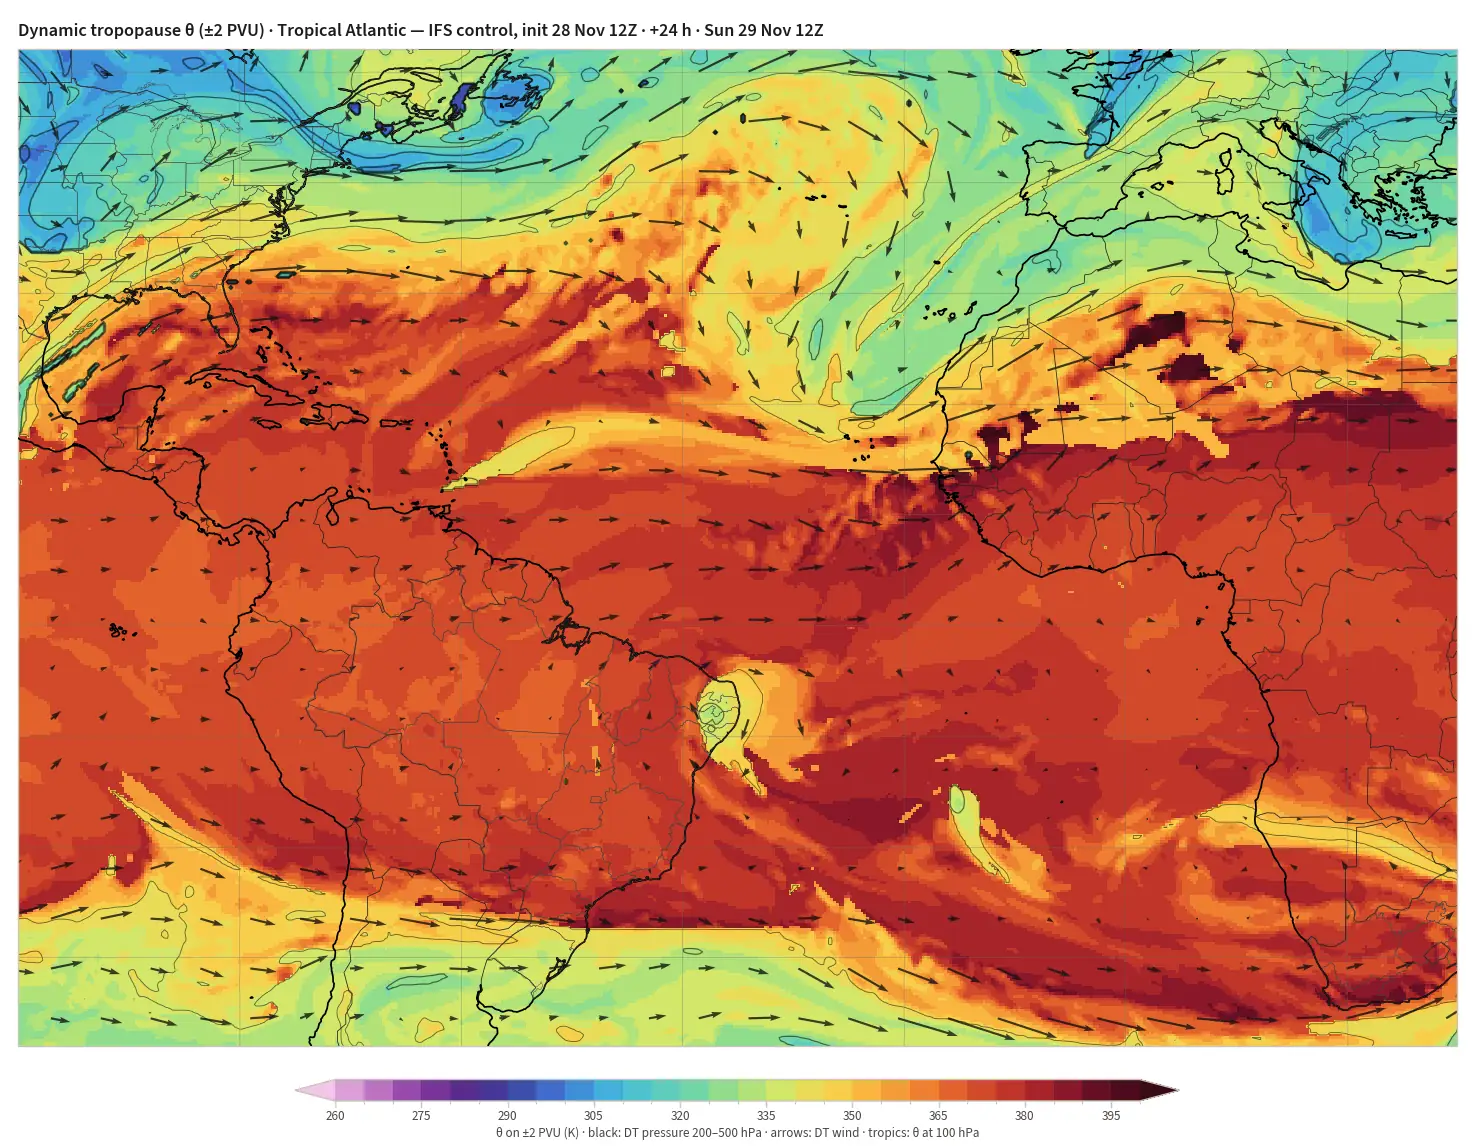 Dynamic tropopause θ (±2 PVU) · Tropical Atlantic — IFS control, init 28 Nov 12Z · +24 h · Sun 29 Nov 12Z
260 275 290 305 320 335 350 365 380 395
θ on ±2 PVU (K) · black: DT pressure 200–500 hPa · arrows: DT wind · tropics: θ at 100 hPa